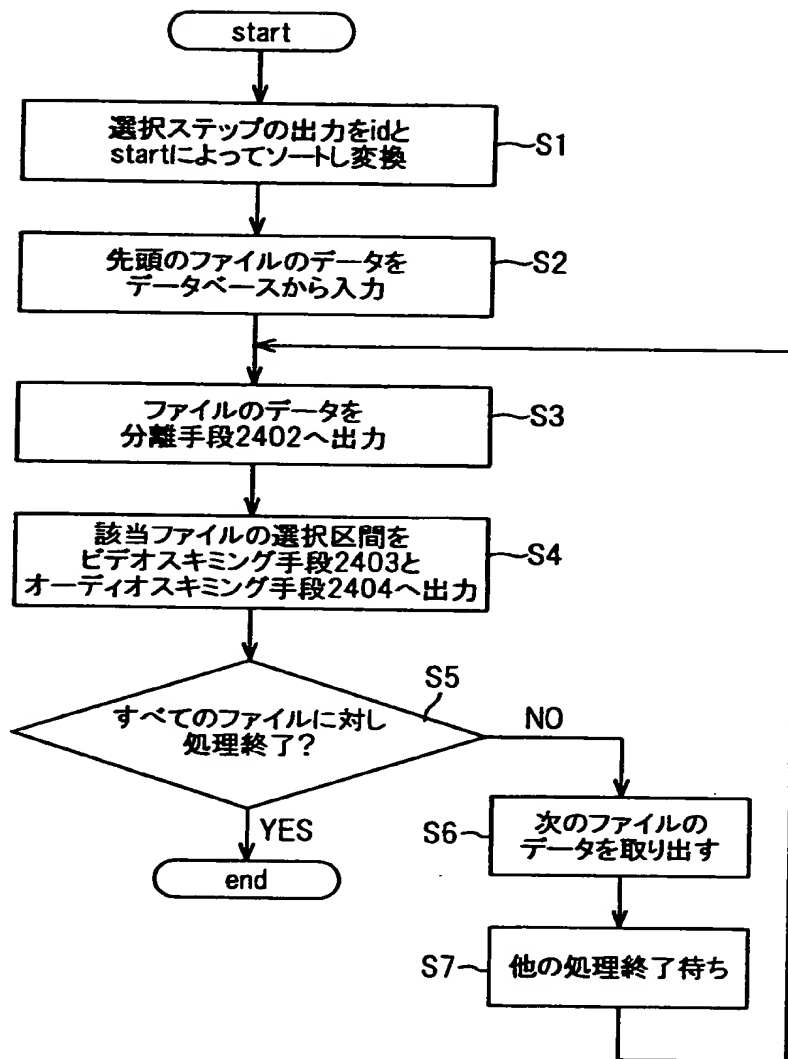 start
選択ステップの出力をidと
startによってソートし変換
S1
先頭のファイルのデータを
データベースから入力
S2
ファイルのデータを
分離手段2402へ出力
S3
該当ファイルの選択区間を
ビデオスキミング手段2403と
オーディオスキミング手段2404へ出力
S4
すべてのファイルに対し
処理終了?
S5
NO
YES
end
S6
次のファイルの
データを取り出す
S7
他の処理終了待ち